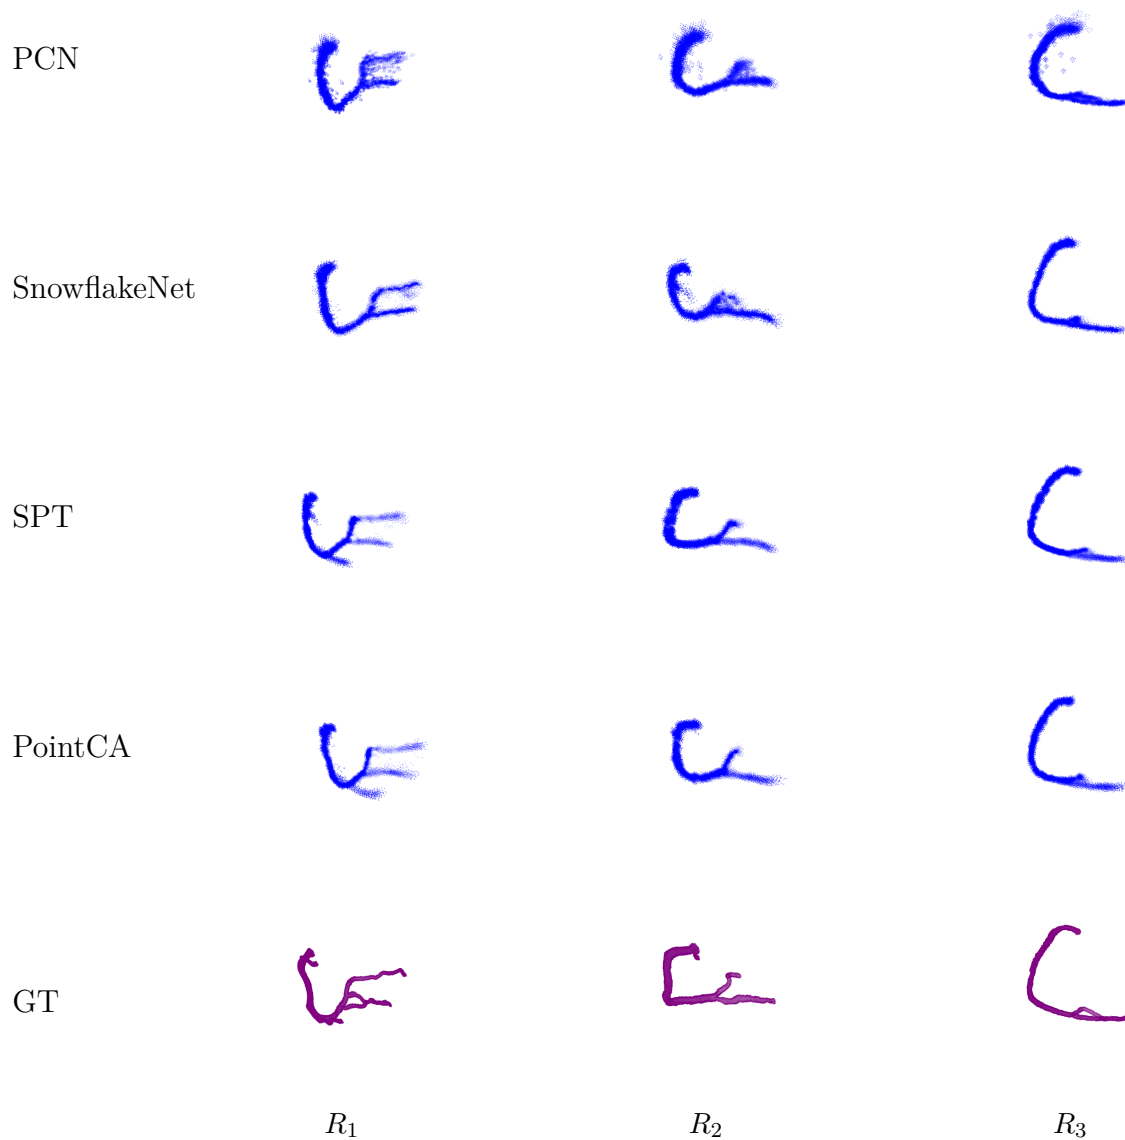 PCN
SnowflakeNet
SPT
PointCA
GT
R₁ R₂ R₃